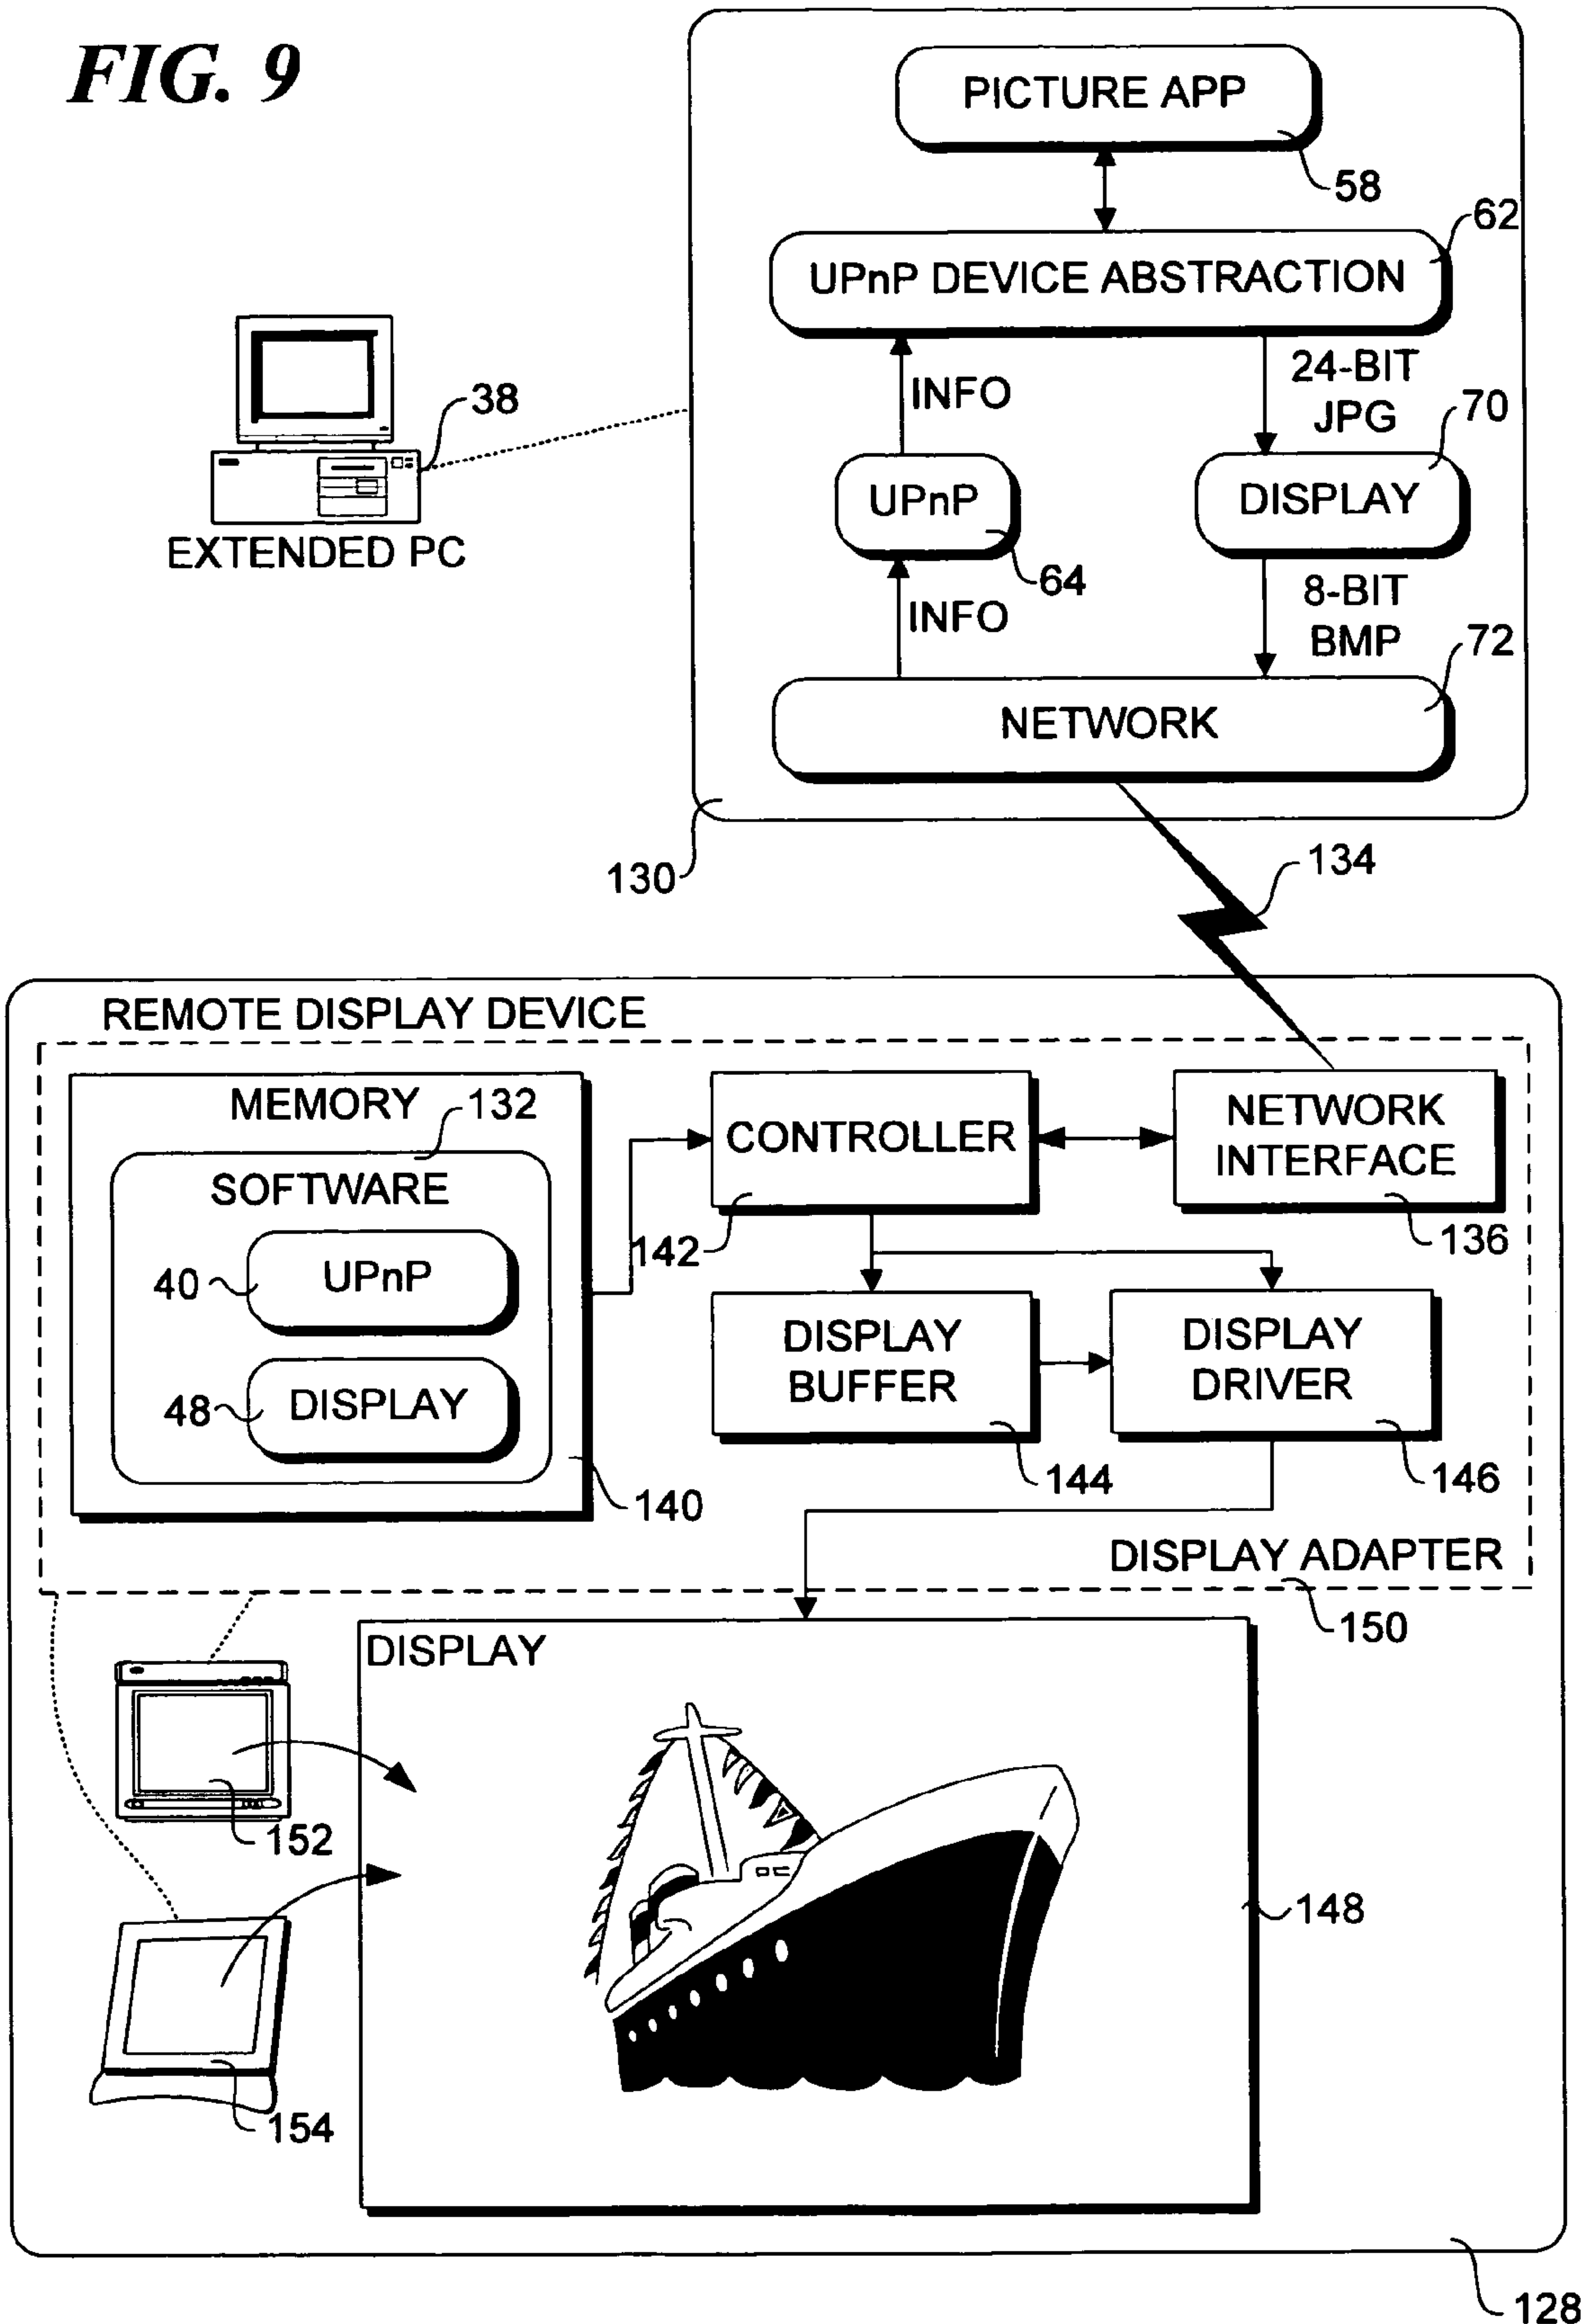 FIG. 9
PICTURE APP
58
62
UPnP DEVICE ABSTRACTION
INFO
24-BIT
JPG
38
70
UPnP
DISPLAY
EXTENDED PC
64
INFO
8-BIT
BMP
72
NETWORK
130
134
REMOTE DISPLAY DEVICE
MEMORY
132
SOFTWARE
CONTROLLER
NETWORK
INTERFACE
142
136
40
UPnP
DISPLAY
BUFFER
DISPLAY
DRIVER
48
DISPLAY
144
146
140
DISPLAY ADAPTER
150
DISPLAY
152
148
154
128